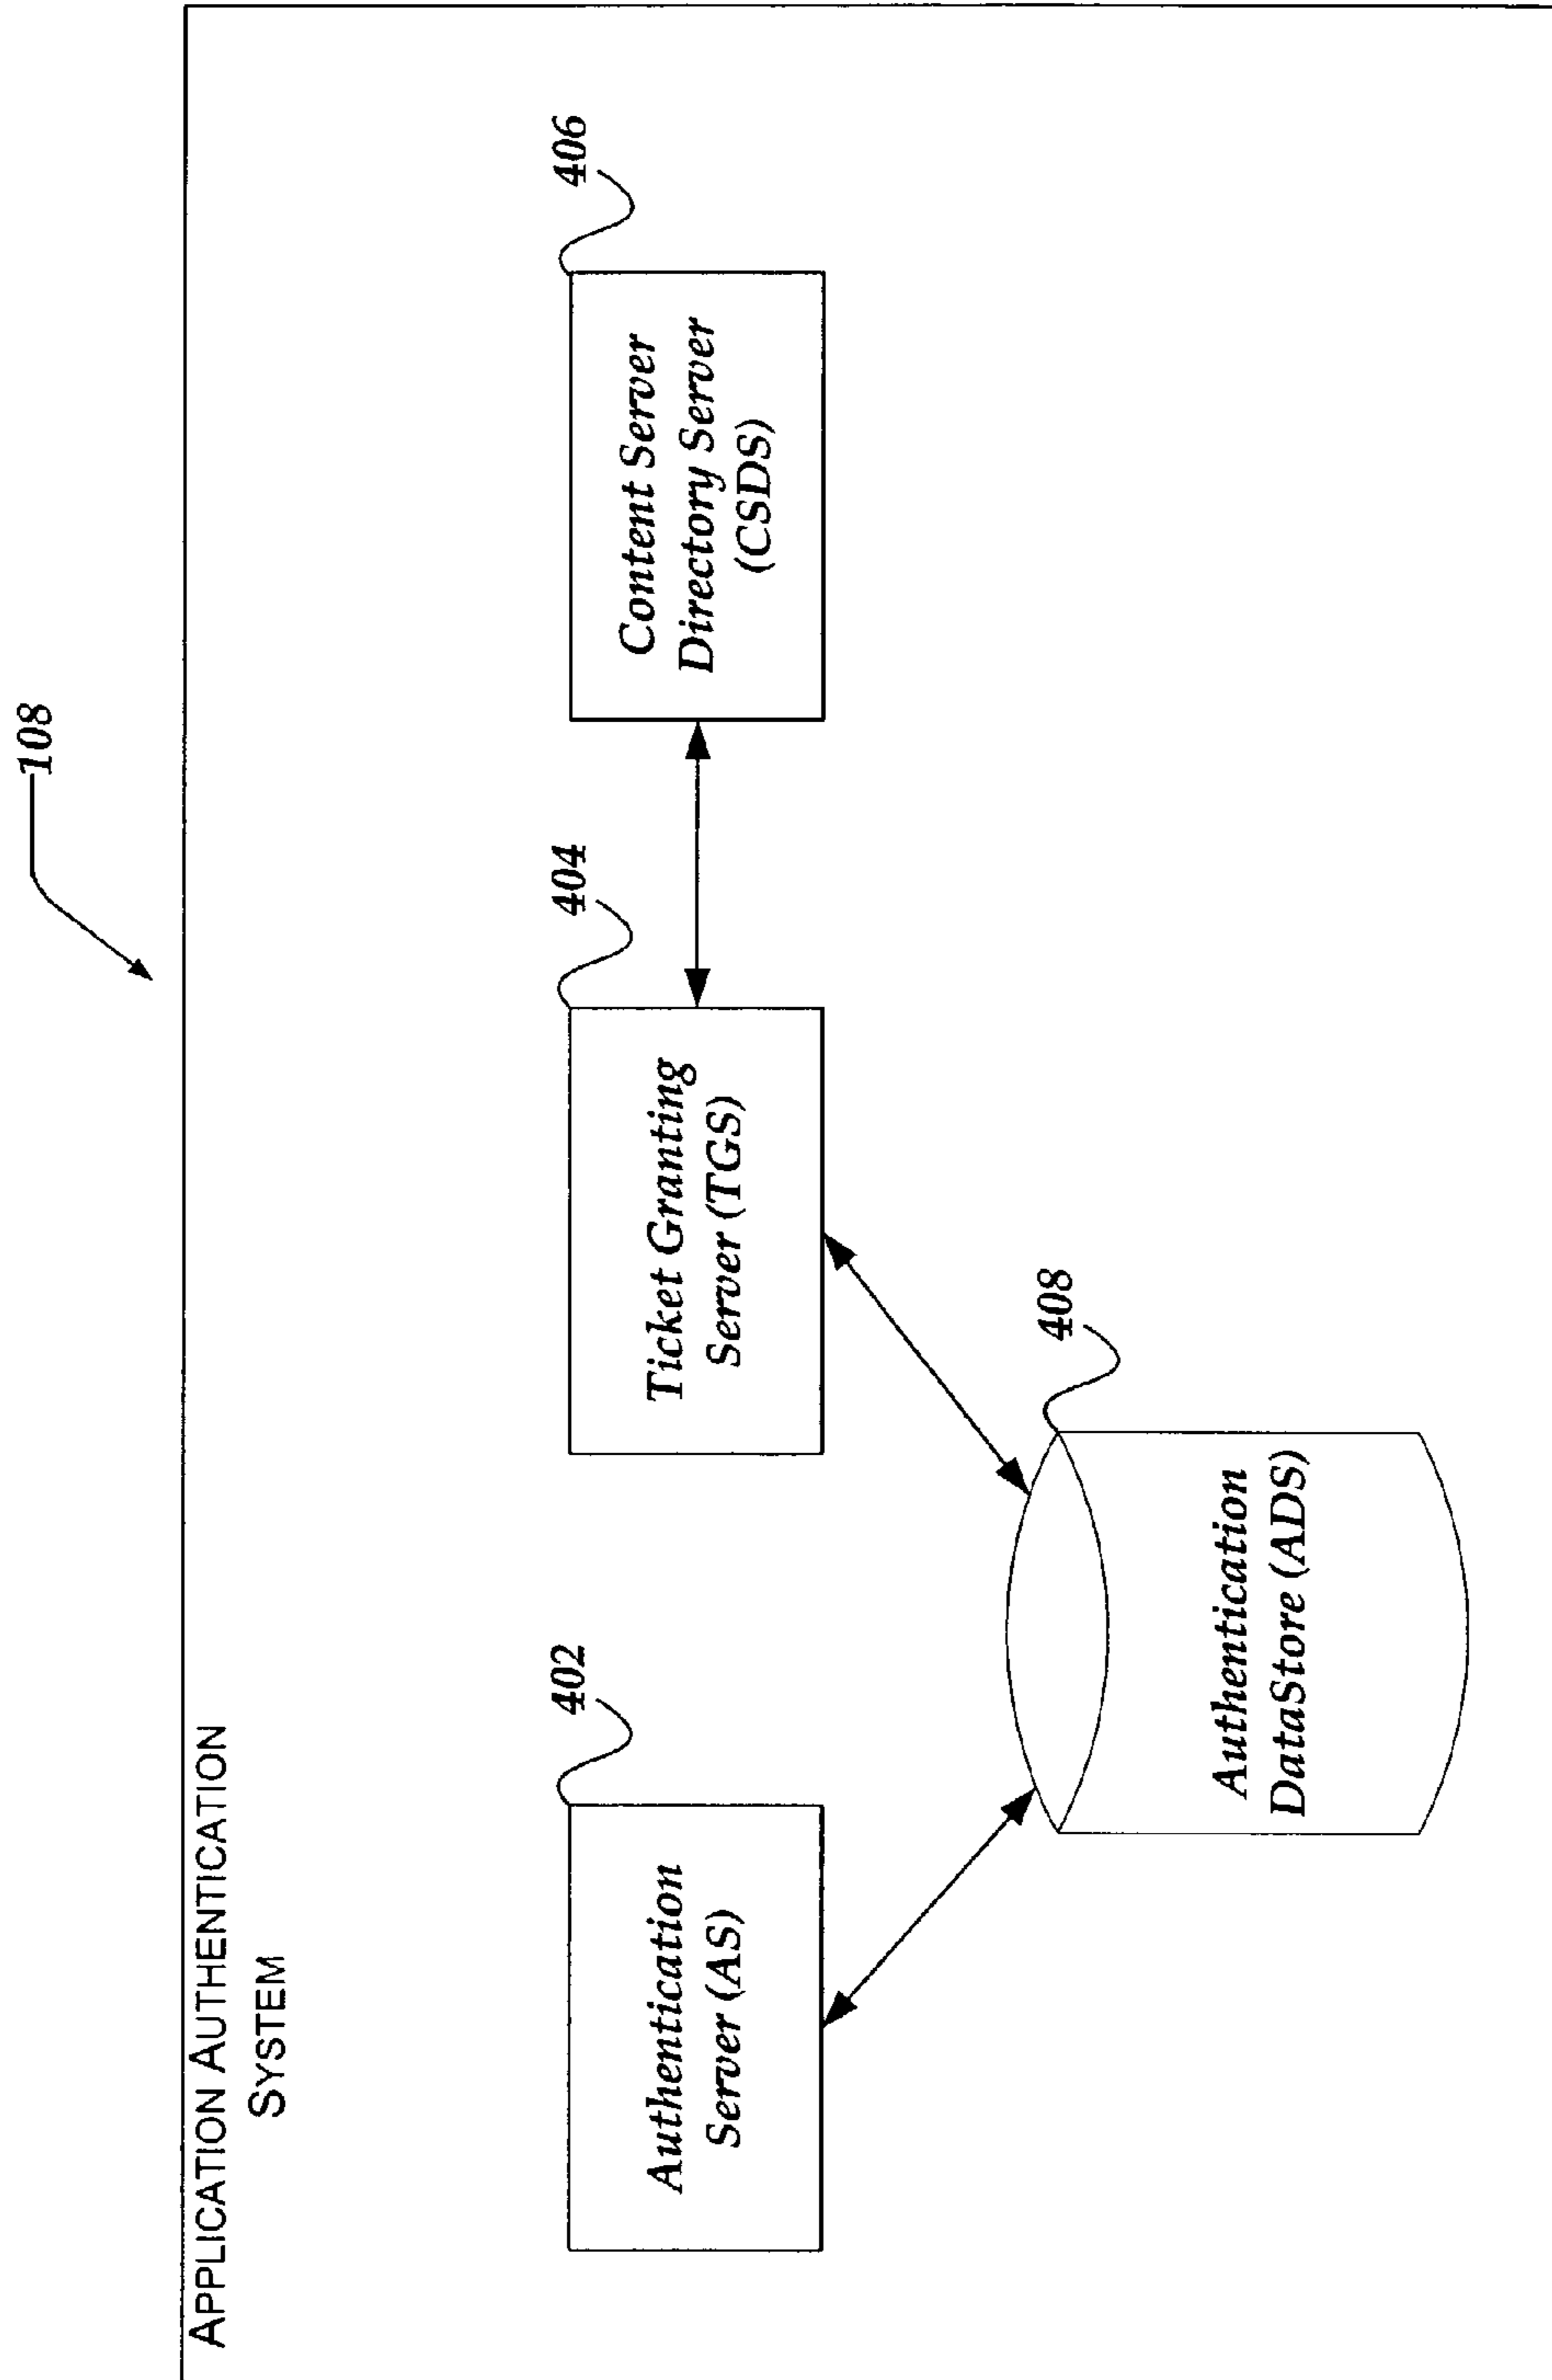 108
APPLICATION AUTHENTICATION
SYSTEM
402
Authentication
Server (AS)
404
Ticket Granting
Server (TGS)
406
Content Server
Directory Server
(CSDS)
408
Authentication
DataStore (ADS)